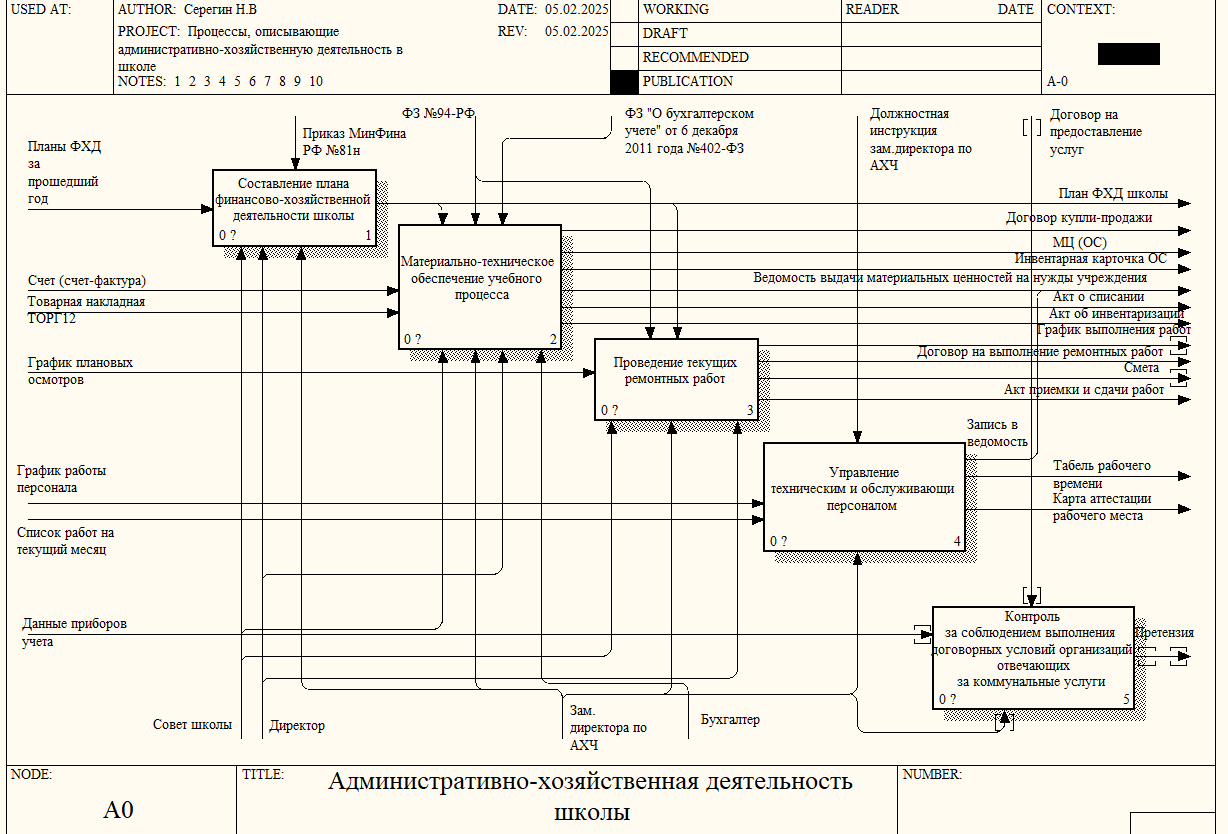 USED AT:
AUTHOR: Серегин Н.В
DATE: 05.02.2025
PROJECT: Процессы, описывающие
административно-хозяйственную деятельность в
школе
REV: 05.02.2025
NOTES: 1 2 3 4 5 6 7 8 9 10
WORKING
DRAFT
RECOMMENDED
PUBLICATION
READER
DATE
CONTEXT:
A-0
Планы ФХД
за
прошедший
год
Приказ МинФина
РФ №81н
ФЗ №94-РФ
ФЗ "О бухгалтерском
учете" от 6 декабря
2011 года №402-ФЗ
Должностная
инструкция
зам.директора по
АХЧ
Договор на
предоставление
услуг
Составление плана
финансово-хозяйственной
деятельности школы
0 ?
1
План ФХД школы
Договор купли-продажи
МЦ (ОС)
Инвентарная карточка ОС
Ведомость выдачи материальных ценностей на нужды учреждения
Акт о списании
Акт об инвентаризации
График выполнения работ
Договор на выполнение ремонтных работ
Смета
Акт приемки и сдачи работ
Счет (счет-фактура)
Товарная накладная
ТОРГ12
Материально-техническое
обеспечение учебного
процесса
0 ?
2
График плановых
осмотров
Проведение текущих
ремонтных работ
0 ?
3
Запись в
ведомость
График работы
персонала
Управление
техническим и обслуживающи
персоналом
0 ?
4
Табель рабочего
времени
Карта аттестации
рабочего места
Список работ на
текущий месяц
Данные приборов
учета
Контроль
за соблюдением выполнения
договорных условий организаций
отвечающих
за коммунальные услуги
0 ?
5
Претензия
Совет школы
Директор
Зам.
директора по
АХЧ
Бухгалтер
NODE:
A0
TITLE:
Административно-хозяйственная деятельность
школы
NUMBER: